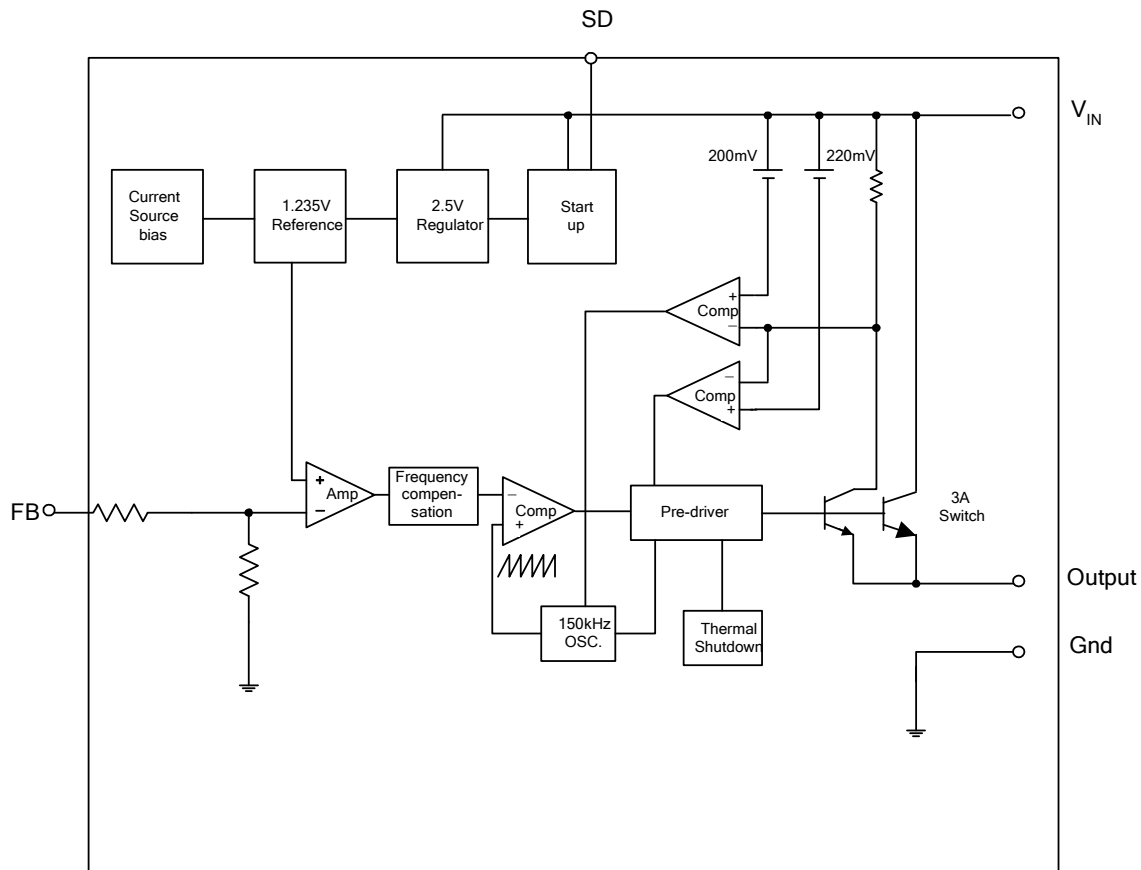 SD
V_IN
200mV
220mV
Current
Source
bias
1.235V
Reference
2.5V
Regulator
Start
up
+
Comp
−
−
Comp
+
FB
+
Amp
−
Frequency
compen-
sation
−
Comp
+
Pre-driver
3A
Switch
150kHz
OSC.
Thermal
Shutdown
Output
Gnd